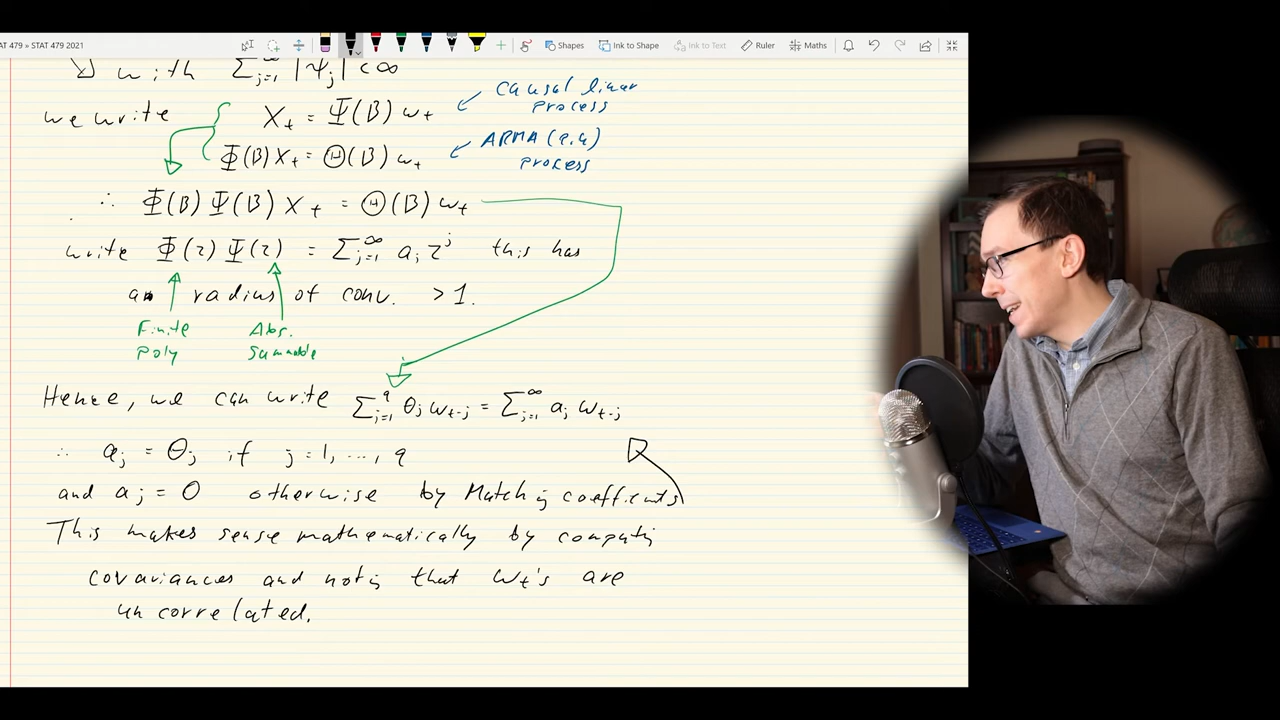 AT 479 » STAT 479 2021
Shapes Ink to Shape Ink to Text Ruler Maths
↳ with Σ_{j=1}^∞ |Ψ_j| < ∞
we write X_t = Ψ(B) w_t ↙ causal linear process
Φ(B) X_t = Θ(B) w_t ↙ ARMA(p,q) process
∴ Φ(B) Ψ(B) X_t = Θ(B) w_t
write Φ(z) Ψ(z) = Σ_{j=1}^∞ a_j z^j this has
a radius of conv. > 1.
Finite poly
Abs. Summable
Hence, we can write Σ_{j=1}^q θ_j w_{t-j} = Σ_{j=1}^∞ a_j w_{t-j}
∴ a_j = θ_j if j = 1, ..., q
and a_j = 0 otherwise by Matching coefficients
This makes sense mathematically by computing
covariances and noting that w_t's are
uncorrelated.